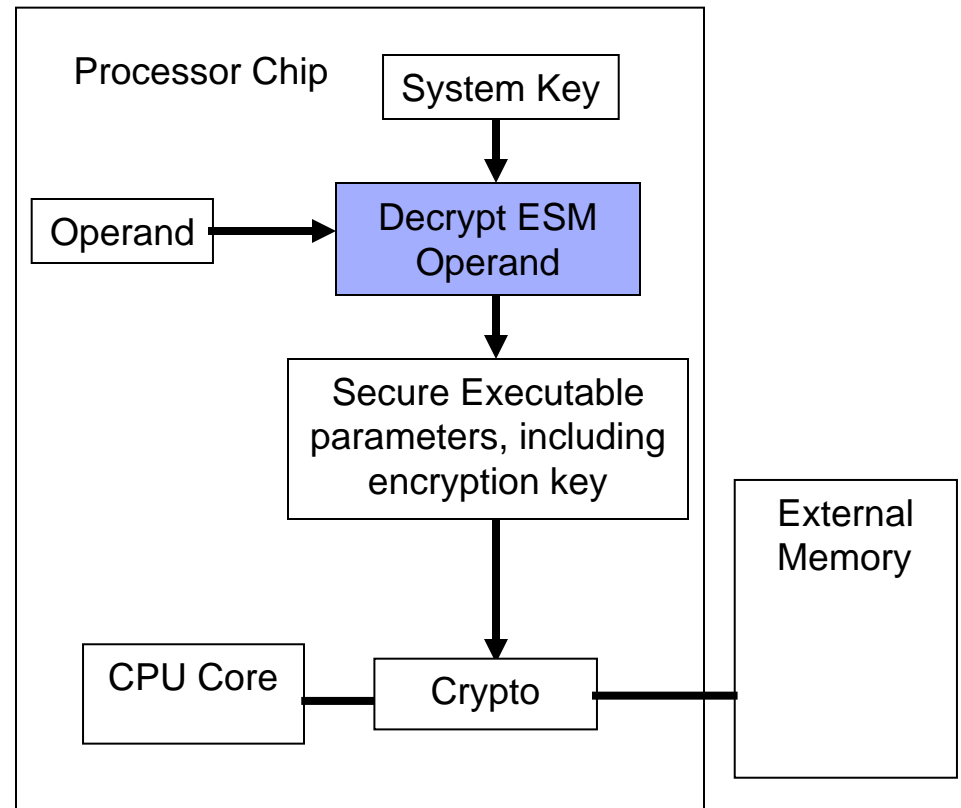 Processor Chip
System Key
Operand
Decrypt ESM
Operand
Secure Executable
parameters, including
encryption key
External
Memory
CPU Core
Crypto